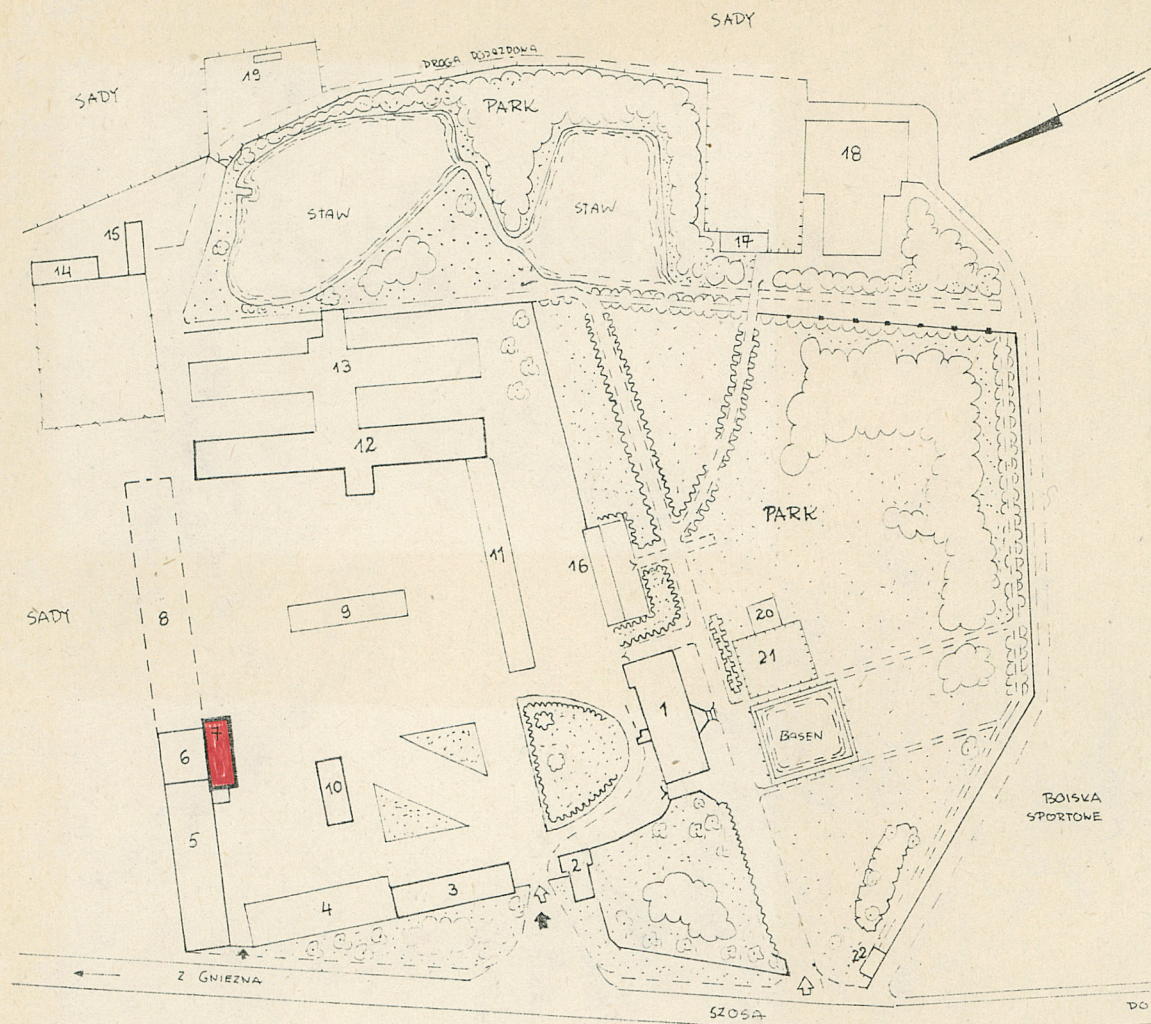 SADY
DROGA DOJAZDOWA
19
SADY
PARK
18
STAW
STAW
15
17
14
13
12
PARK
11
16
9
8
SADY
20
21
1
7
BASEN
6
10
BOISKA
SPORTOWE
5
2
3
4
22
Z GNIEZNA
SZOSA
DO